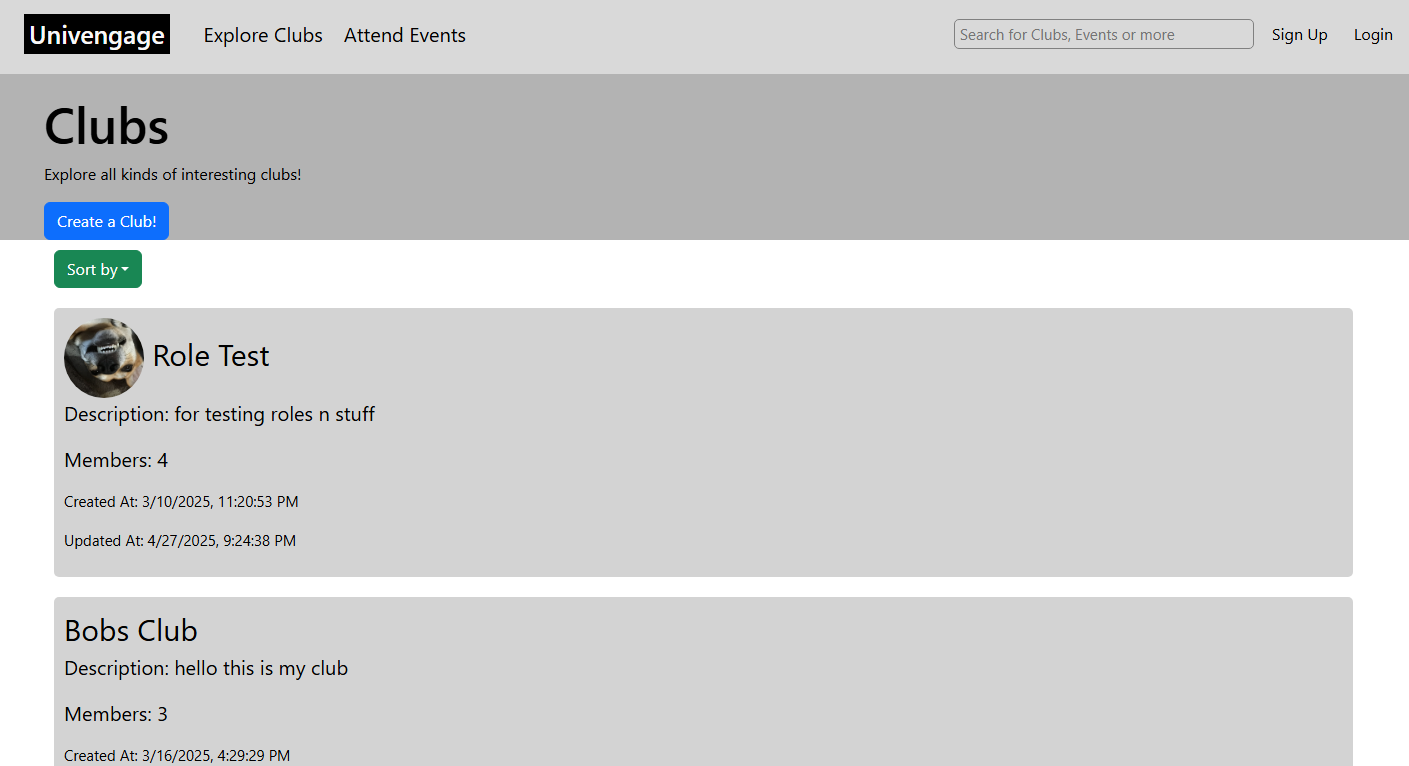 Univengage Explore Clubs Attend Events Search for Clubs, Events or more Sign Up Login
Clubs
Explore all kinds of interesting clubs!
Create a Club!
Sort by
Role Test
Description: for testing roles n stuff
Members: 4
Created At: 3/10/2025, 11:20:53 PM
Updated At: 4/27/2025, 9:24:38 PM
Bobs Club
Description: hello this is my club
Members: 3
Created At: 3/16/2025, 4:29:29 PM